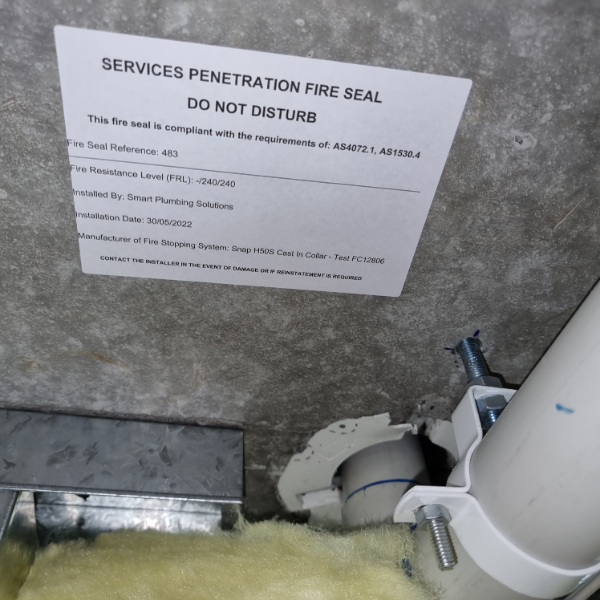 SERVICES PENETRATION FIRE SEAL
DO NOT DISTURB
This fire seal is compliant with the requirements of: AS4072.1, AS1530.4
Fire Seal Reference: 483
Fire Resistance Level (FRL): -/240/240
Installed By: Smart Plumbing Solutions
Installation Date: 30/05/2022
Manufacturer of Fire Stopping System: Snap H50S Cast In Collar - Test FC12806
CONTACT THE INSTALLER IN THE EVENT OF DAMAGE OR IF REINSTATEMENT IS REQUIRED